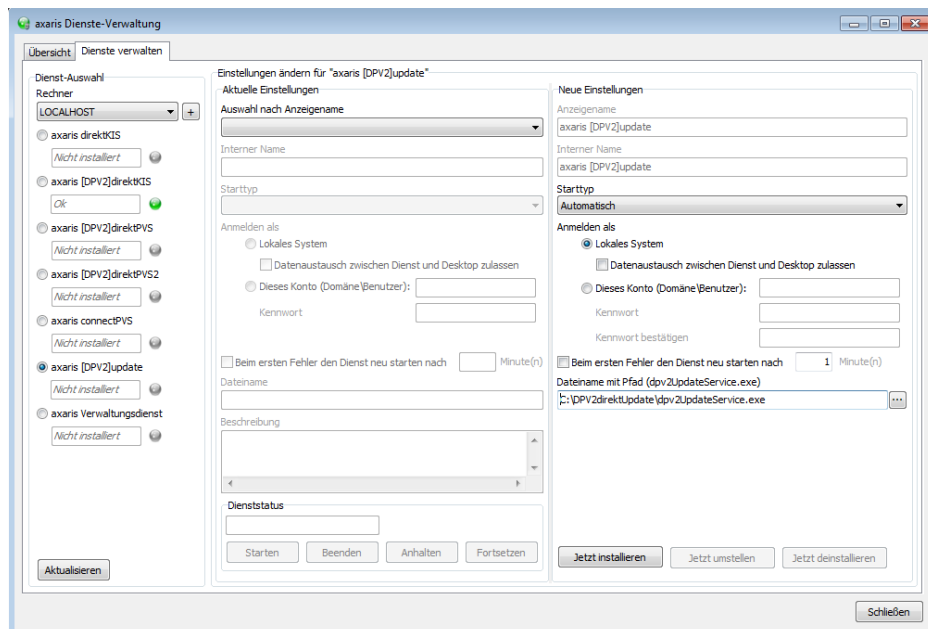 axaris Dienste-Verwaltung
Übersicht
Dienste verwalten
Dienst-Auswahl
Rechner
LOCALHOST
+
axaris direktKIS
Nicht installiert
axaris [DPV2]direktKIS
Ok
axaris [DPV2]direktPVS
Nicht installiert
axaris [DPV2]direktPVS2
Nicht installiert
axaris connectPVS
Nicht installiert
axaris [DPV2]update
Nicht installiert
axaris Verwaltungsdienst
Nicht installiert
Aktualisieren
Einstellungen ändern für "axaris [DPV2]update"
Aktuelle Einstellungen
Auswahl nach Anzeigename
Interner Name
Starttyp
Anmelden als
Lokales System
Datenaustausch zwischen Dienst und Desktop zulassen
Dieses Konto (Domäne\Benutzer):
Kennwort
Beim ersten Fehler den Dienst neu starten nach
Minute(n)
Dateiname
Beschreibung
Dienststatus
Starten
Beenden
Anhalten
Fortsetzen
Neue Einstellungen
Anzeigename
axaris [DPV2]update
Interner Name
axaris [DPV2]update
Starttyp
Automatisch
Anmelden als
Lokales System
Datenaustausch zwischen Dienst und Desktop zulassen
Dieses Konto (Domäne\Benutzer):
Kennwort
Kennwort bestätigen
Beim ersten Fehler den Dienst neu starten nach 1 Minute(n)
Dateiname mit Pfad (dpv2UpdateService.exe)
C:\DPV2direktUpdate\dpv2UpdateService.exe
...
Jetzt installieren
Jetzt umstellen
Jetzt deinstallieren
Schließen